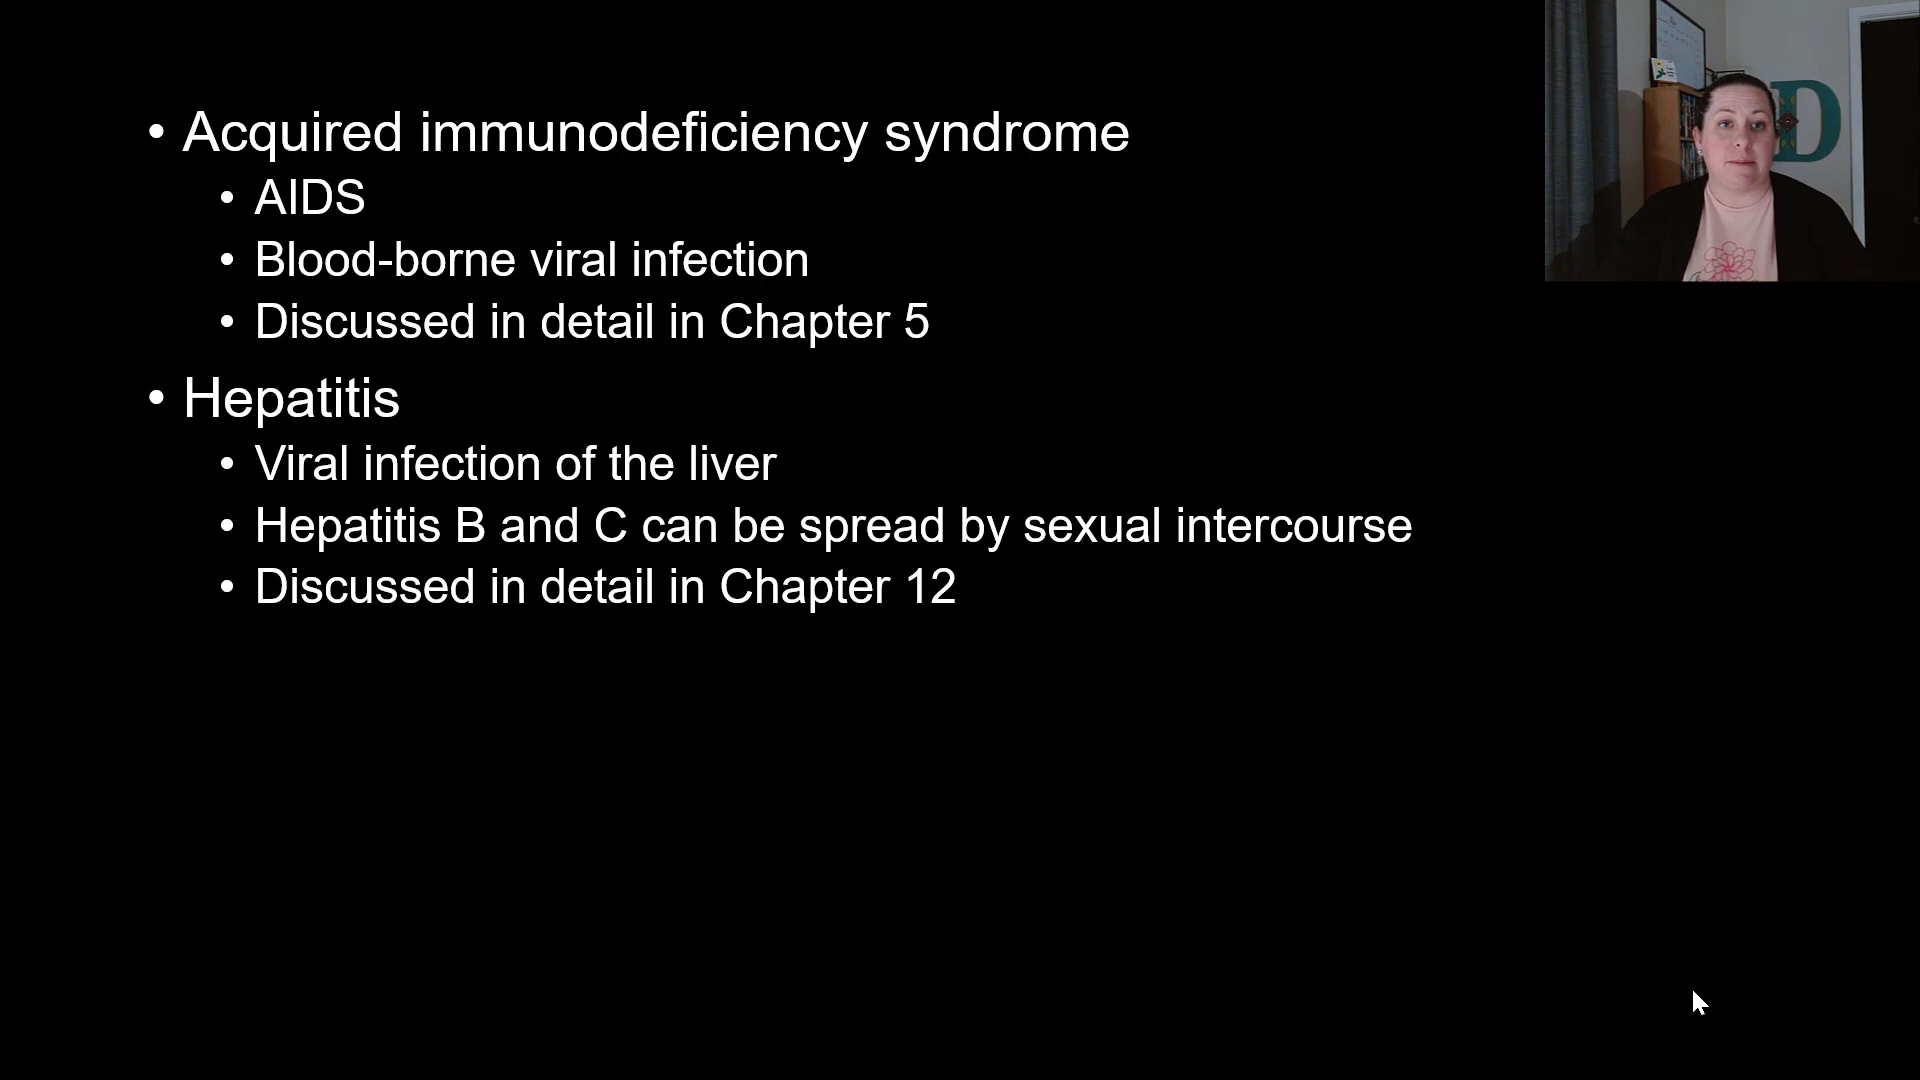 • Acquired immunodeficiency syndrome
• AIDS
• Blood-borne viral infection
• Discussed in detail in Chapter 5
• Hepatitis
• Viral infection of the liver
• Hepatitis B and C can be spread by sexual intercourse
• Discussed in detail in Chapter 12
D